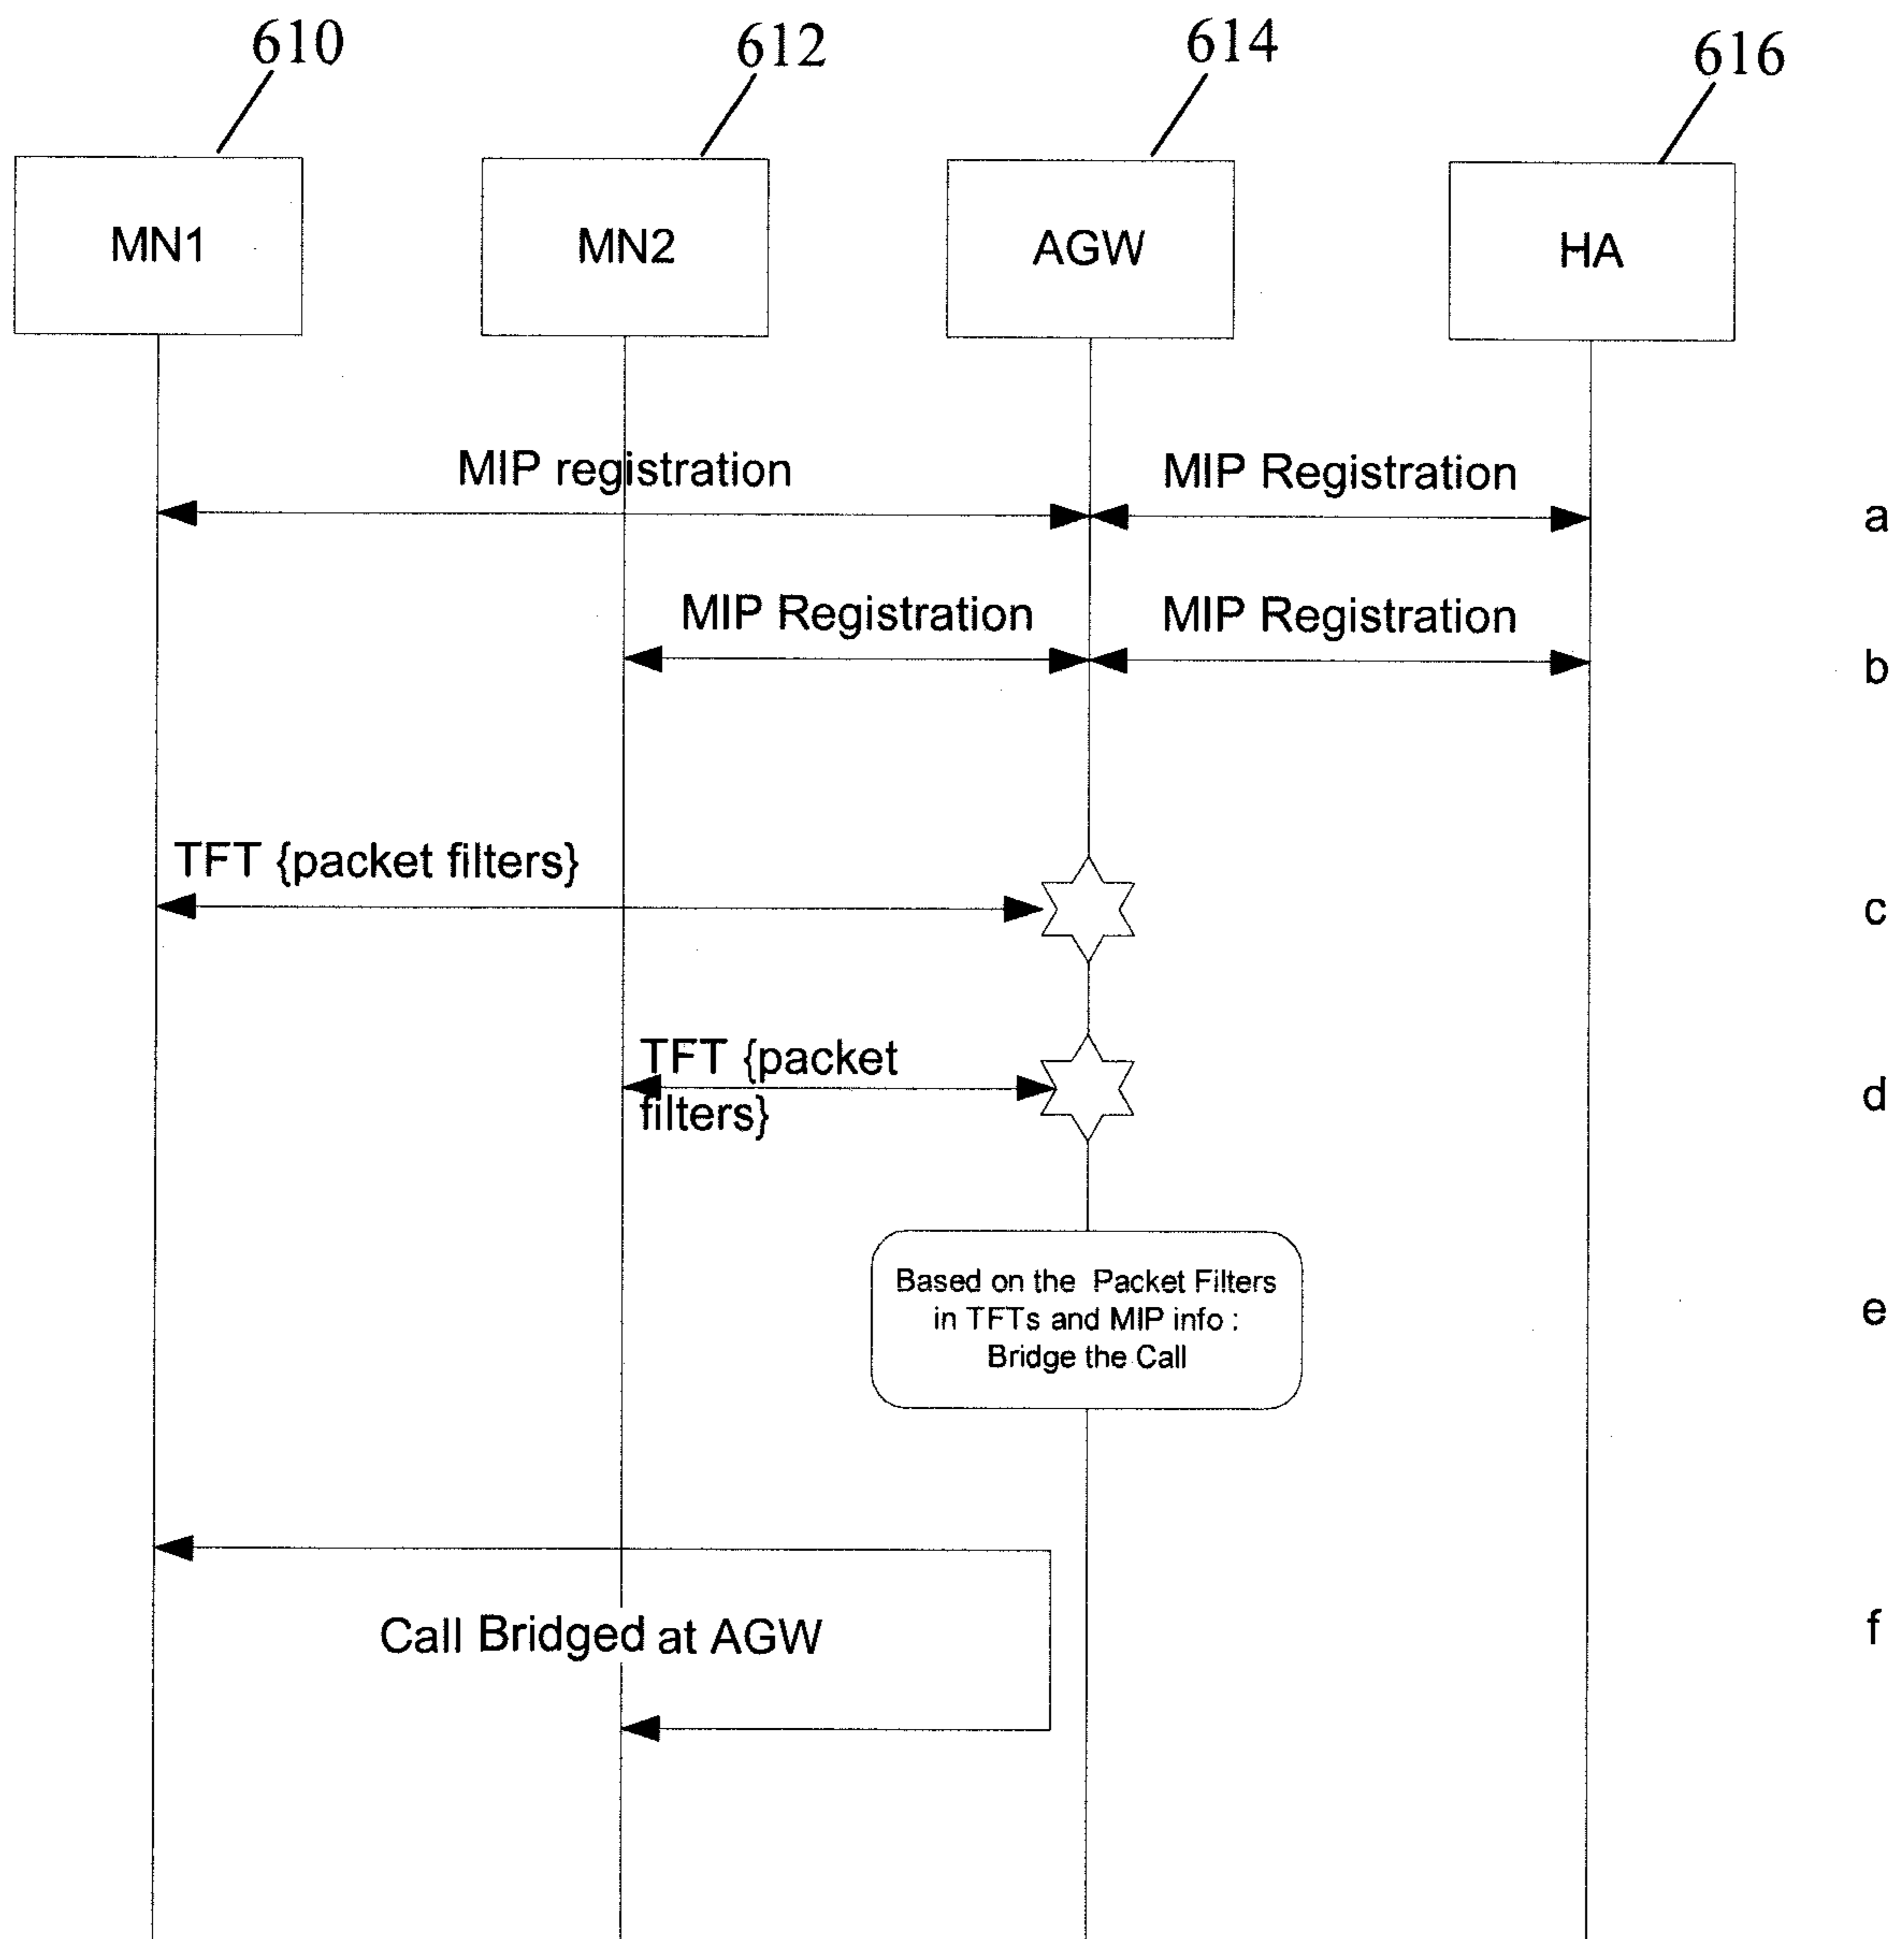 610
612
614
616
MN1
MN2
AGW
HA
MIP registration
MIP Registration
a
MIP Registration
MIP Registration
b
TFT {packet filters}
c
TFT {packet
filters}
d
Based on the Packet Filters
in TFTs and MIP info :
Bridge the Call
e
Call Bridged at AGW
f